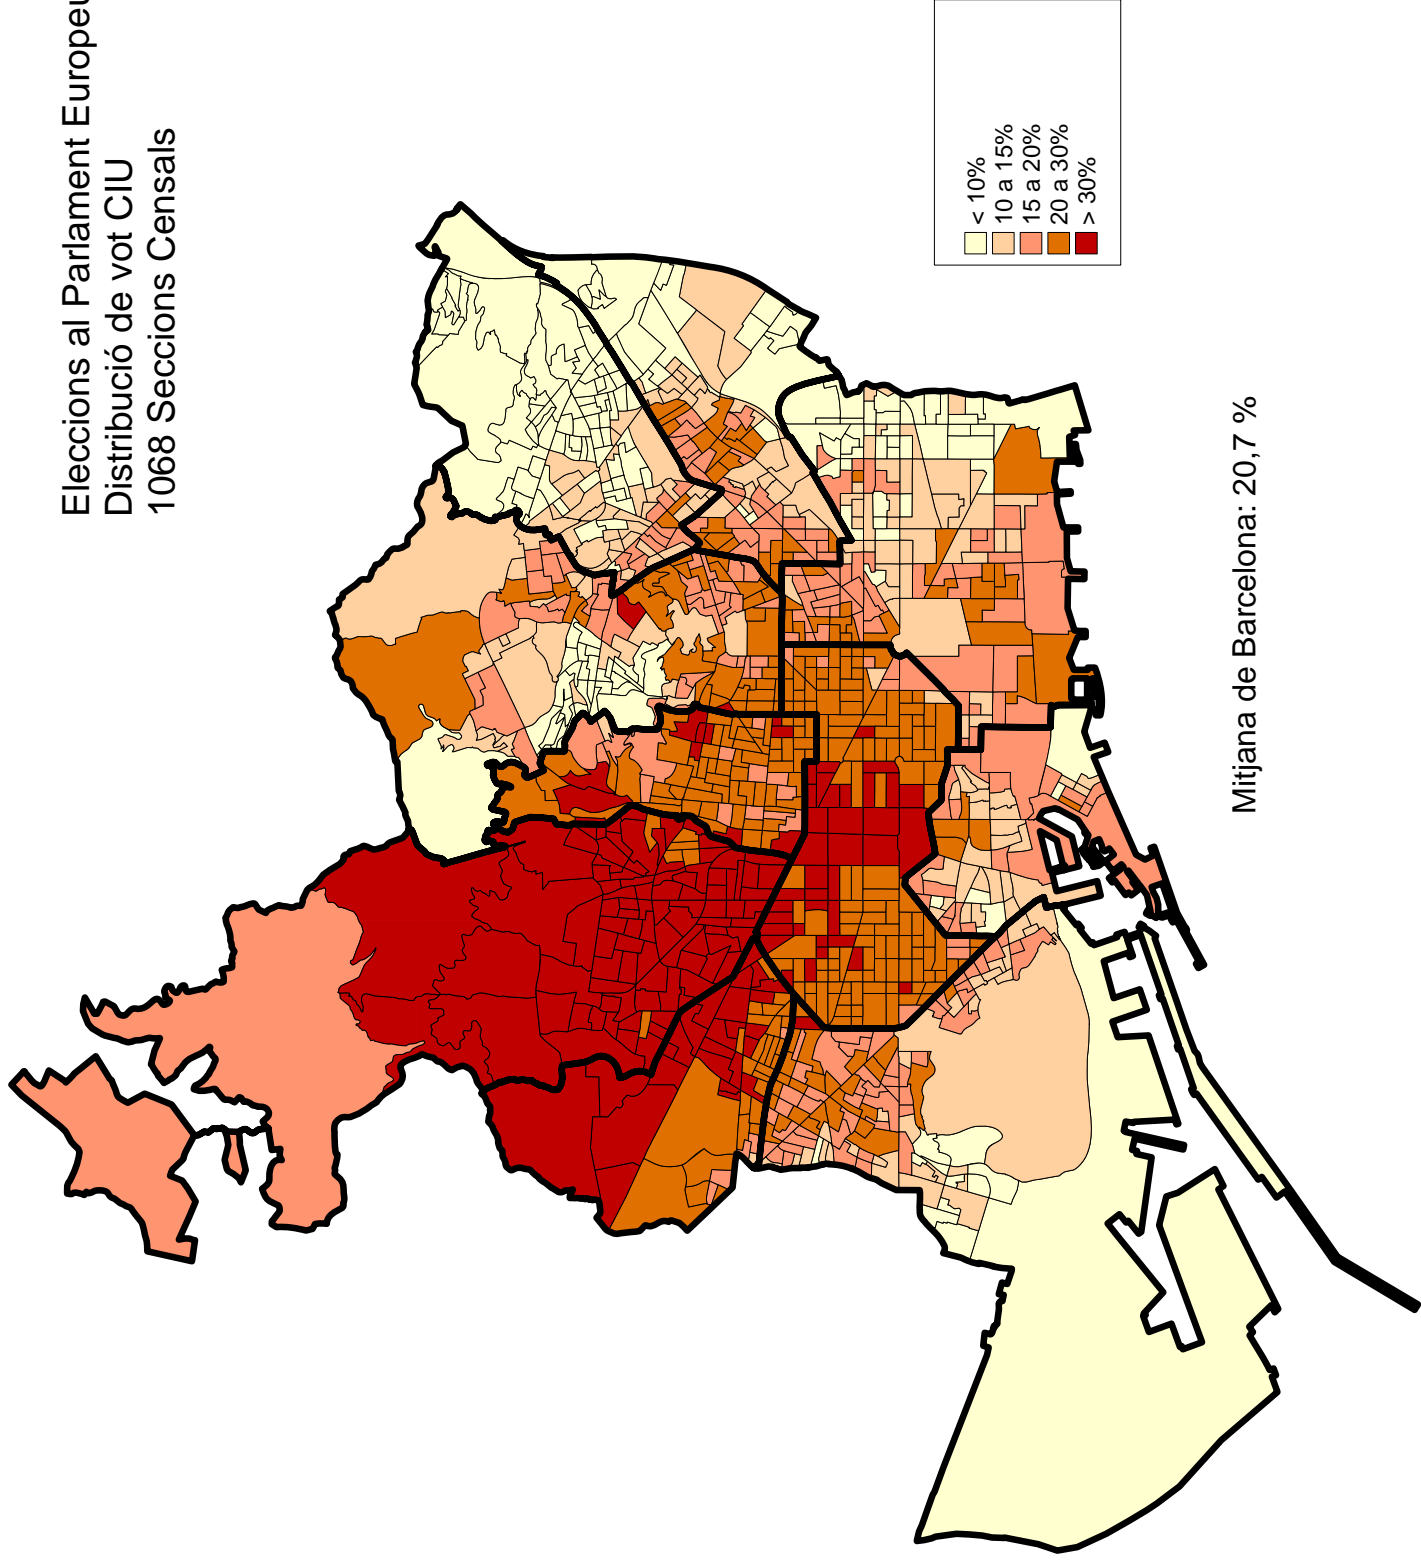 Eleccions al Parlament Europeu
Distribució de vot CIU
1068 Seccions Censals
< 10%
10 a 15%
15 a 20%
20 a 30%
> 30%
Mitjana de Barcelona: 20,7 %